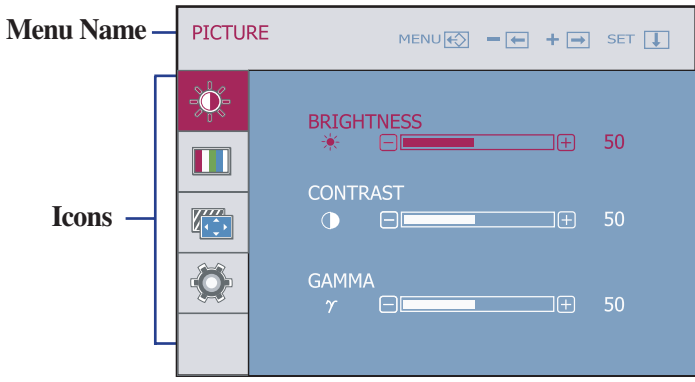 Menu Name
PICTURE MENU - + SET
BRIGHTNESS
50
CONTRAST
50
Icons
GAMMA
γ 50